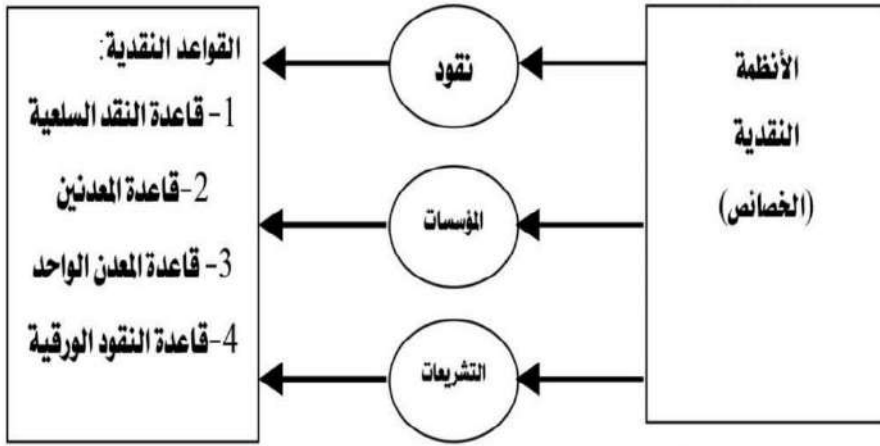 الأنظمة
النقدية
(الخصائص)
نقود
المؤسسات
التشريعات
القواعد النقدية:
1- قاعدة النقد السلعية
2-قاعدة المعدنين
3- قاعدة المعدن الواحد
4-قاعدة النقود الورقية